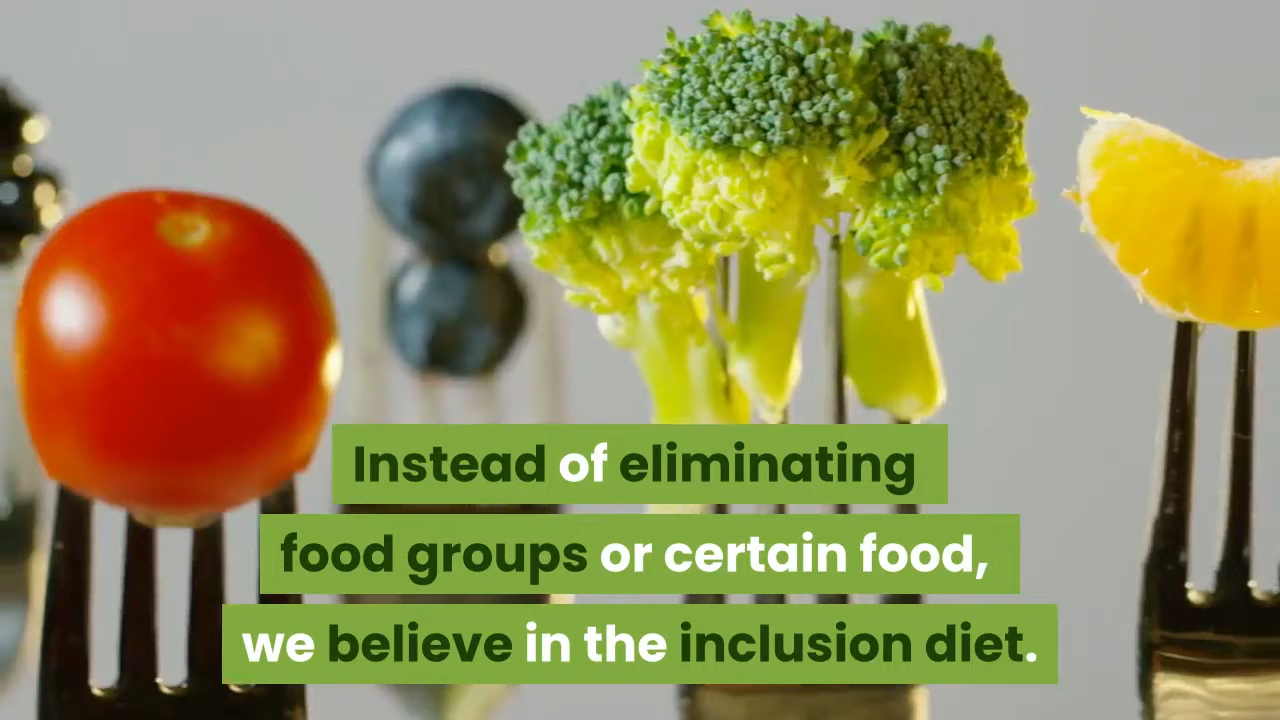 Instead of eliminating
food groups or certain food,
we believe in the inclusion diet.